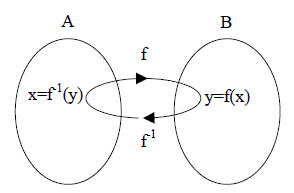 A B
f
x=f⁻¹(y) y=f(x)
f⁻¹